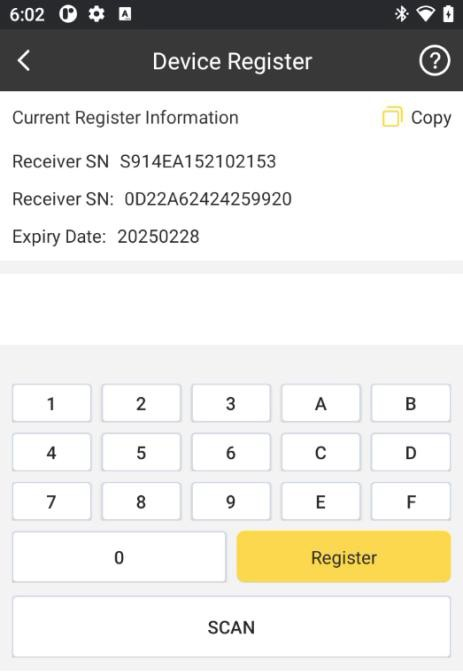 6:02
Device Register
Current Register Information Copy
Receiver SN S914EA152102153
Receiver SN: 0D22A62424259920
Expiry Date: 20250228
1 2 3 A B
4 5 6 C D
7 8 9 E F
0 Register
SCAN